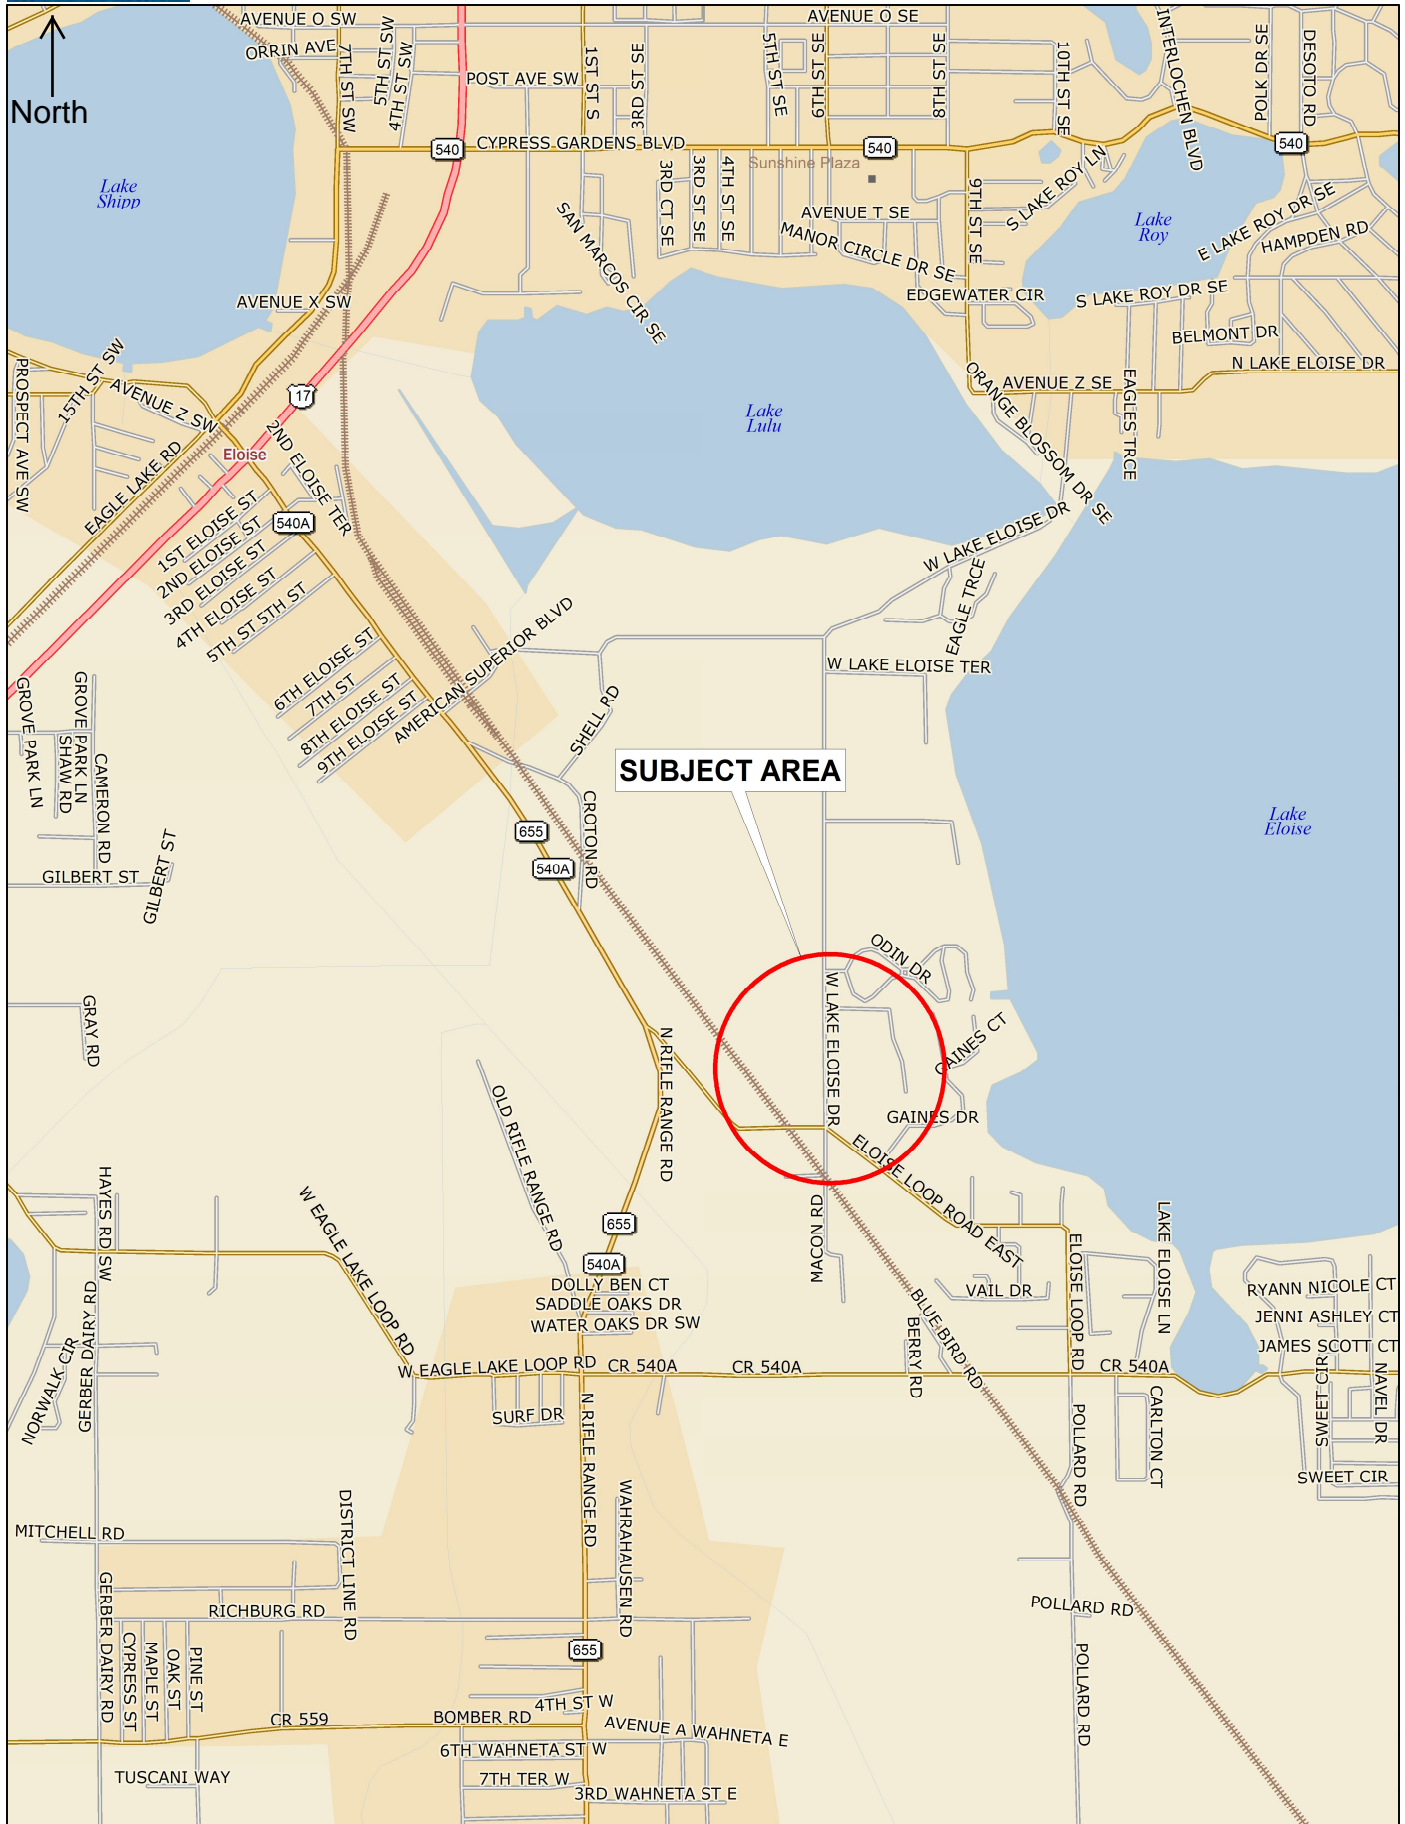 AVENUE O SW
AVENUE O SE
North
ORRIN AVE
7TH ST SW
5TH ST SW
4TH ST SW
POST AVE SW
1ST ST S
3RD ST SE
5TH ST SE
6TH ST SE
8TH ST SE
10TH ST SE
INTERLOCHEN BLVD
POLK DR SE
DESOTO RD
540
CYPRESS GARDENS BLVD
540
540
Sunshine Plaza
Lake
Shipp
3RD CT SE
3RD ST SE
4TH ST SE
AVENUE T SE
MANOR CIRCLE DR SE
9TH ST SE
S LAKE ROY LN
Lake
Roy
E LAKE ROY DR SE
HAMPDEN RD
SAN MARCOS CIR SE
AVENUE X SW
EDGEWATER CIR
S LAKE ROY DR SE
BELMONT DR
N LAKE ELOISE DR
PROSPECT AVE SW
15TH ST SW
AVENUE Z SW
17
Lake
Lulu
ORANGE BLOSSOM DR SE
AVENUE Z SE
EAGLES TRCE
Eloise
2ND ELOISE TER
EAGLE LAKE RD
540A
1ST ELOISE ST
2ND ELOISE ST
3RD ELOISE ST
4TH ELOISE ST
5TH ST 5TH ST
W LAKE ELOISE DR
EAGLE TRCE
6TH ELOISE ST
7TH ST
8TH ELOISE ST
9TH ELOISE ST
AMERICAN SUPERIOR BLVD
W LAKE ELOISE TER
GROVE PARK LN
GROVE PARK LN
SHAW RD
CAMERON RD
SHELL RD
SUBJECT AREA
Lake
Eloise
655
540A
CROTON RD
GILBERT ST
GILBERT ST
ODIN DR
W LAKE ELOISE DR
GAINES CT
GAINES DR
GRAY RD
N RIFLE RANGE RD
OLD RIFLE RANGE RD
ELOISE LOOP ROAD EAST
HAYES RD SW
W EAGLE LAKE LOOP RD
655
540A
MACON RD
LAKE ELOISE LN
ELOISE LOOP RD
DOLLY BEN CT
SADDLE OAKS DR
WATER OAKS DR SW
VAIL DR
RYANN NICOLE CT
JENNI ASHLEY CT
JAMES SCOTT CT
NORWALK CIR
GERBER DAIRY RD
BERRY RD
BLUE BIRD RD
W EAGLE LAKE LOOP RD
CR 540A
CR 540A
CR 540A
SURF DR
N RIFLE RANGE RD
POLLARD RD
CARLTON CT
SWEET CIR
NAVEL DR
SWEET CIR
MITCHELL RD
DISTRICT LINE RD
WAHRAHAUSEN RD
GERBER DAIRY RD
RICHBURG RD
POLLARD RD
CYPRESS ST
MAPLE ST
OAK ST
PINE ST
655
POLLARD RD
4TH ST W
CR 559
BOMBER RD
AVENUE A WAHNETA E
6TH WAHNETA ST W
TUSCANI WAY
7TH TER W
3RD WAHNETA ST E